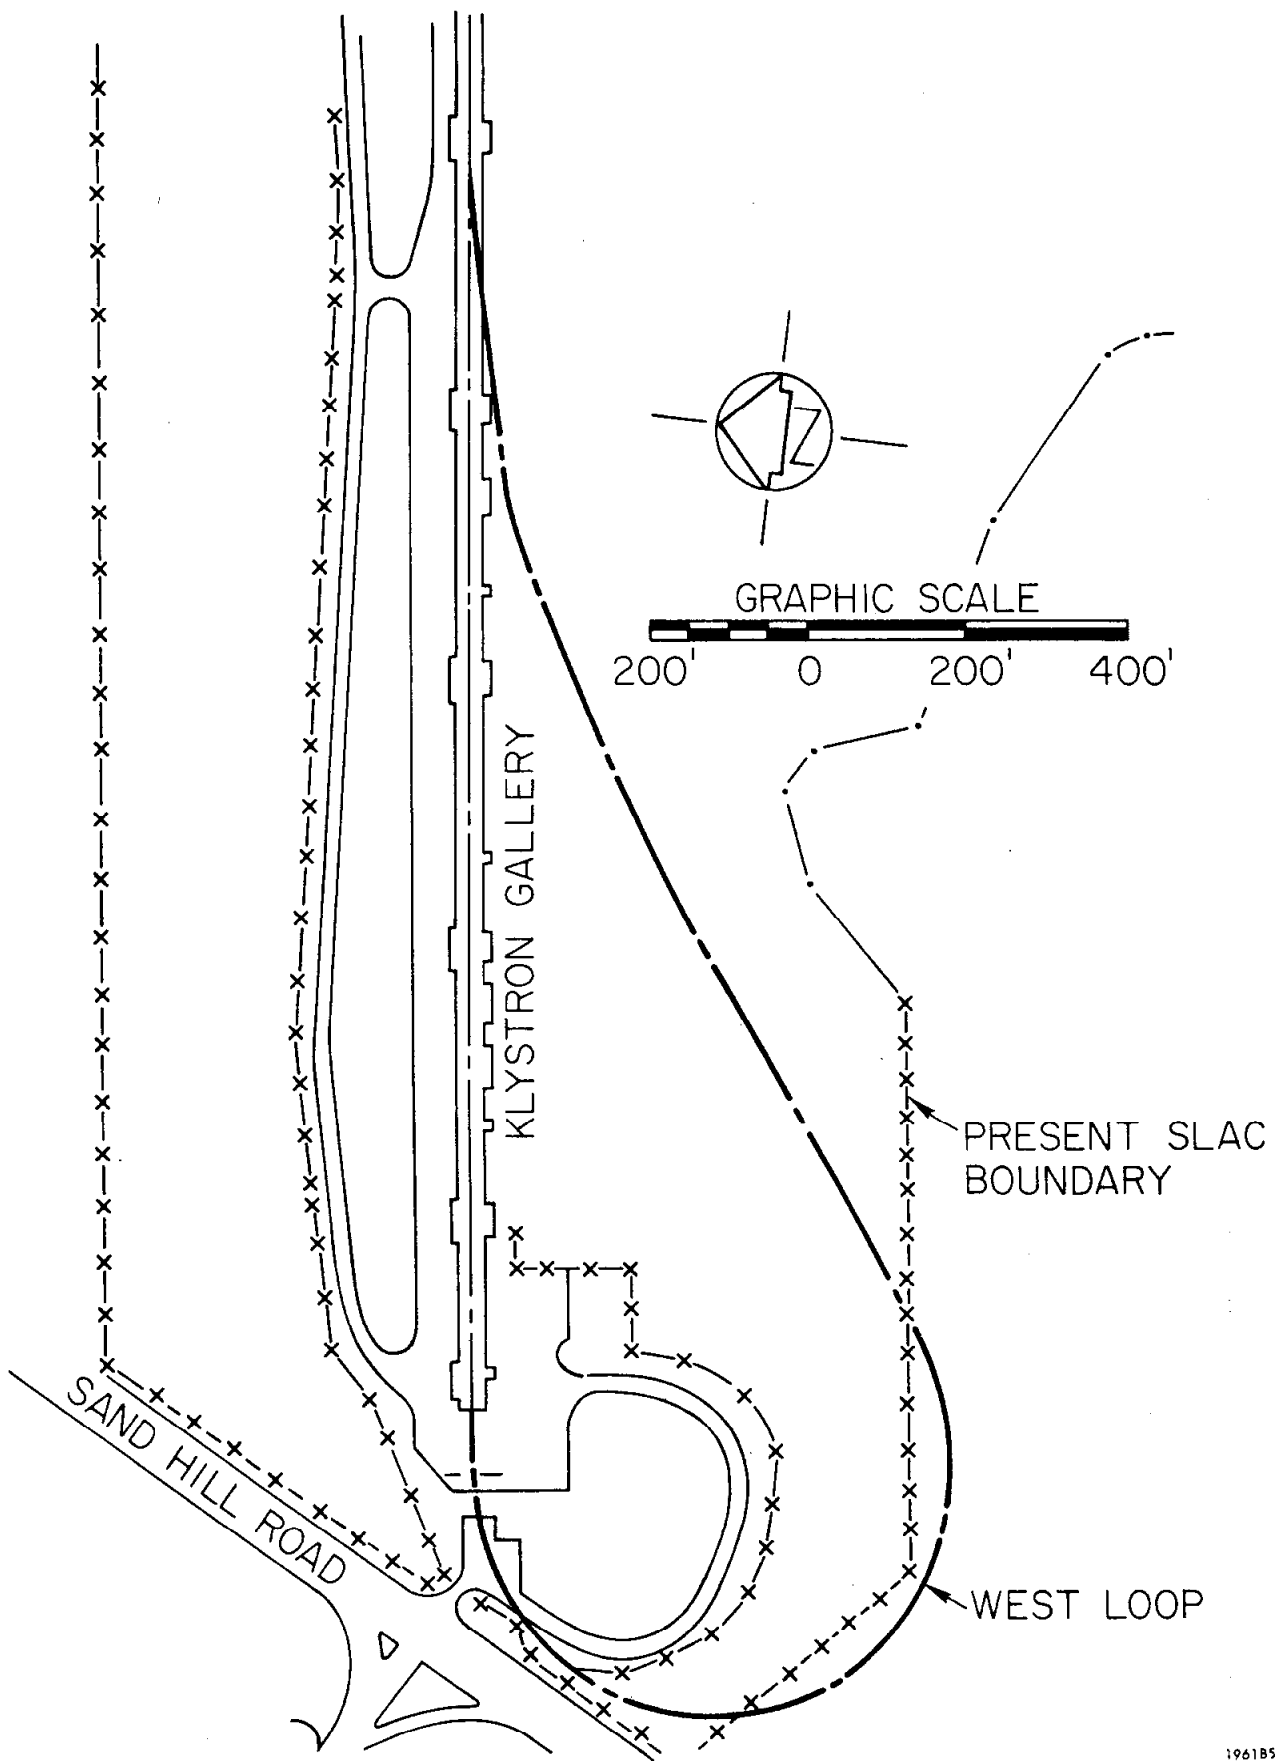 N
GRAPHIC SCALE
200' 0 200' 400'
KLYSTRON GALLERY
PRESENT SLAC
BOUNDARY
SAND HILL ROAD
WEST LOOP
1961B5